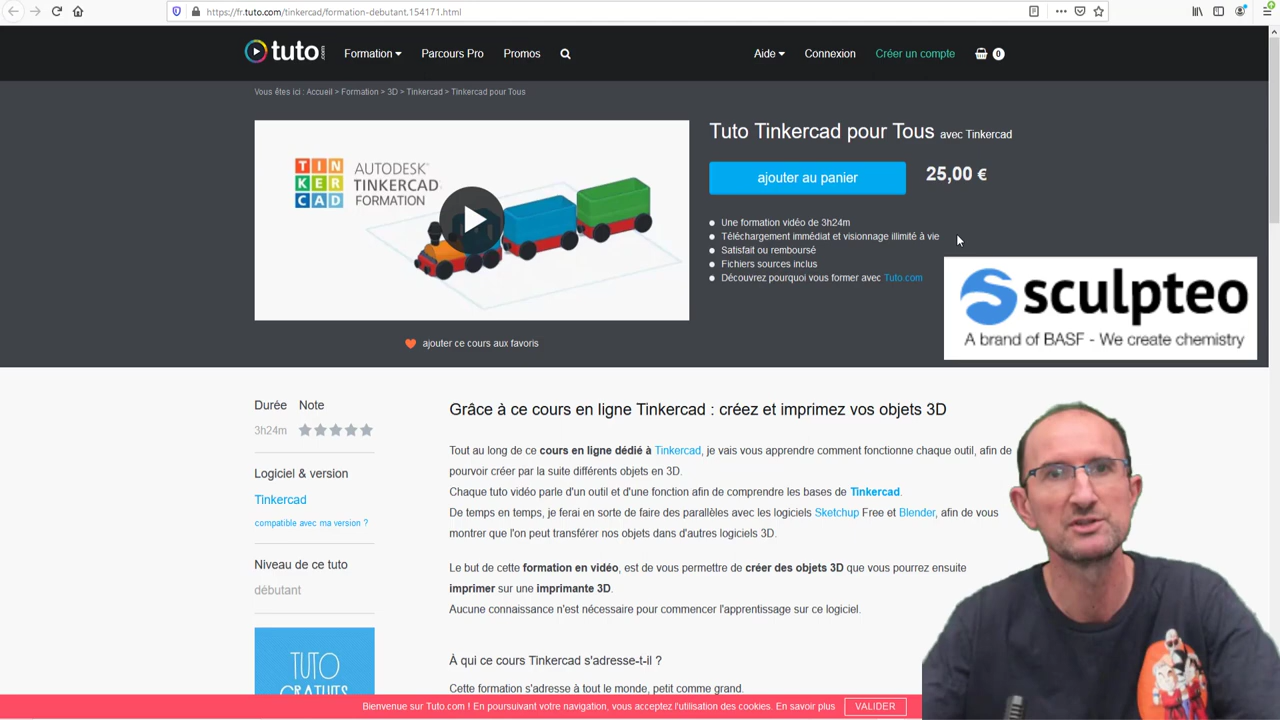 https://fr.tuto.com/tinkercad/formation-debutant,154171.html
tuto.com
Formation
Parcours Pro
Promos
Aide
Connexion
Créer un compte
0
Vous êtes ici : Accueil > Formation > 3D > Tinkercad > Tinkercad pour Tous
TIN
KER
CAD
AUTODESK
TINKERCAD
FORMATION
Tuto Tinkercad pour Tous avec Tinkercad
ajouter au panier
25,00 €
Une formation vidéo de 3h24m
Téléchargement immédiat et visionnage illimité à vie
Satisfait ou remboursé
Fichiers sources inclus
Découvrez pourquoi vous former avec Tuto.com
sculpteo
A brand of BASF - We create chemistry
ajouter ce cours aux favoris
Durée Note
3h24m
Logiciel & version
Tinkercad
compatible avec ma version ?
Niveau de ce tuto
débutant
TUTO
GRATUITS
Grâce à ce cours en ligne Tinkercad : créez et imprimez vos objets 3D
Tout au long de ce cours en ligne dédié à Tinkercad, je vais vous apprendre comment fonctionne chaque outil, afin de
pourvoir créer par la suite différents objets en 3D.
Chaque tuto vidéo parle d'un outil et d'une fonction afin de comprendre les bases de Tinkercad.
De temps en temps, je ferai en sorte de faire des parallèles avec les logiciels Sketchup Free et Blender, afin de vous
montrer que l'on peut transférer nos objets dans d'autres logiciels 3D.
Le but de cette formation en vidéo, est de vous permettre de créer des objets 3D que vous pourrez ensuite
imprimer sur une imprimante 3D.
Aucune connaissance n'est nécessaire pour commencer l'apprentissage sur ce logiciel.
À qui ce cours Tinkercad s'adresse-t-il ?
Cette formation s'adresse à tout le monde, petit comme grand.
Bienvenue sur Tuto.com ! En poursuivant votre navigation, vous acceptez l'utilisation des cookies. En savoir plus
VALIDER